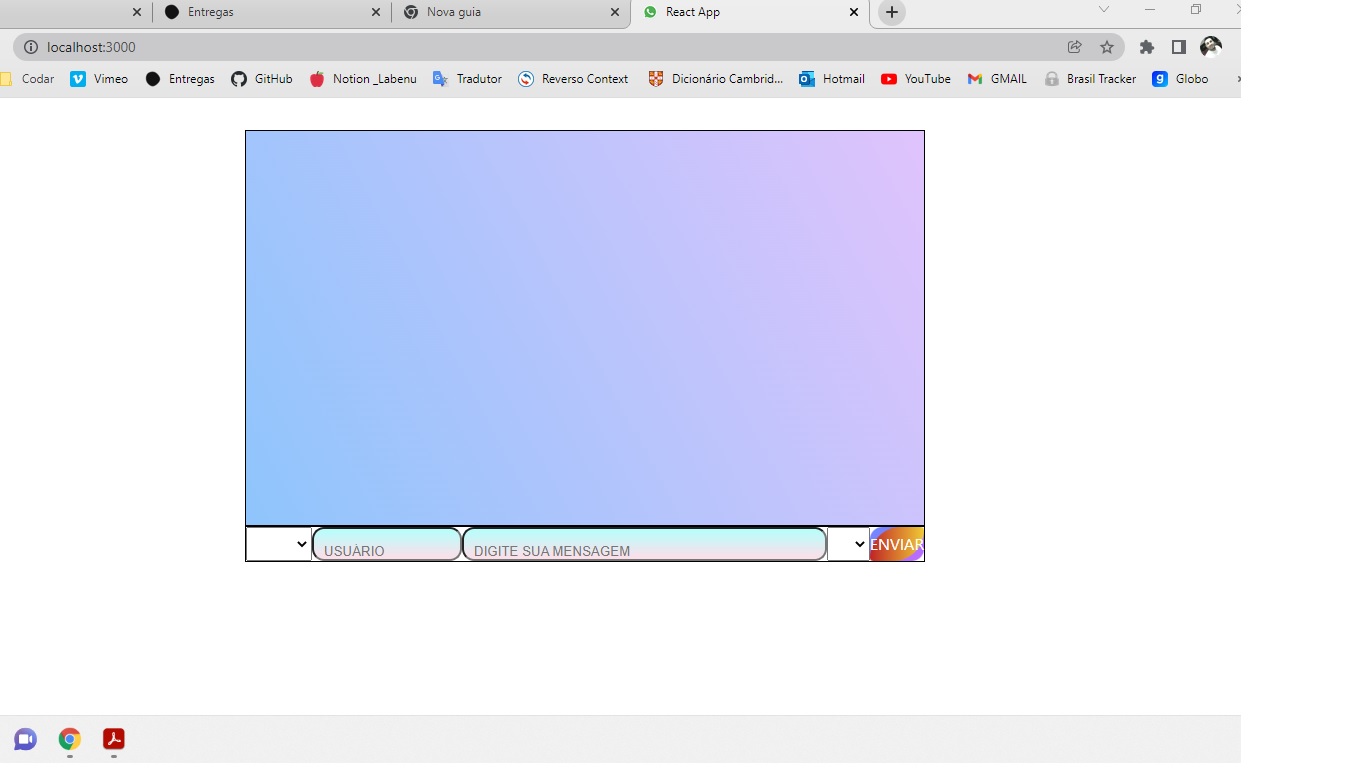 Entregas Nova guia React App
localhost:3000
Codar Vimeo Entregas GitHub Notion _Labenu Tradutor Reverso Context Dicionário Cambrid... Hotmail YouTube GMAIL Brasil Tracker Globo »
USUÀRIO DIGITE SUA MENSAGEM ENVIAR